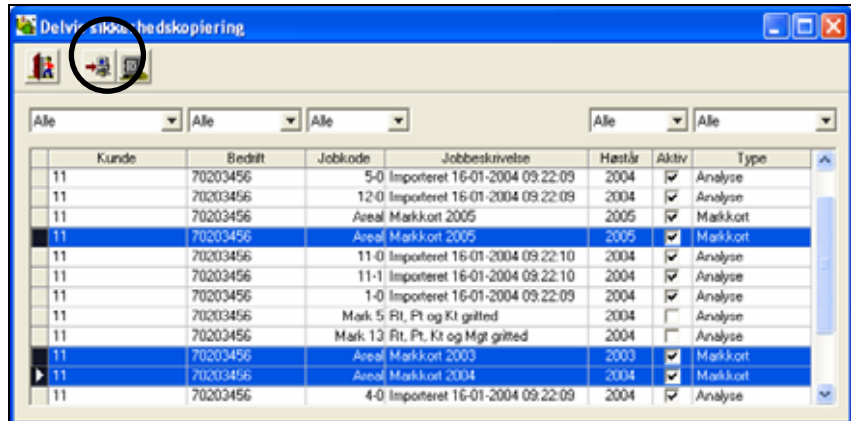 Delvis sikkerhedskopiering
Alle Alle Alle Alle Alle
Kunde Bedrift Jobkode Jobbeskrivelse Høstår Aktiv Type
11 70203456 5-0 Importeret 16-01-2004 09:22:09 2004 Analyse
11 70203456 12-0 Importeret 16-01-2004 09:22:09 2004 Analyse
11 70203456 Areal Markkort 2005 2005 Markkort
11 70203456 Areal Markkort 2005 2005 Markkort
11 70203456 11-0 Importeret 16-01-2004 09:22:10 2004 Analyse
11 70203456 11-1 Importeret 16-01-2004 09:22:10 2004 Analyse
11 70203456 1-0 Importeret 16-01-2004 09:22:09 2004 Analyse
11 70203456 Mark 5 Rt, Pt og Kt gritted 2004 Analyse
11 70203456 Mark 13 Rt, Pt, Kt og Mgt gritted 2004 Analyse
11 70203456 Areal Markkort 2003 2003 Markkort
11 70203456 Areal Markkort 2004 2004 Markkort
11 70203456 4-0 Importeret 16-01-2004 09:22:09 2004 Analyse